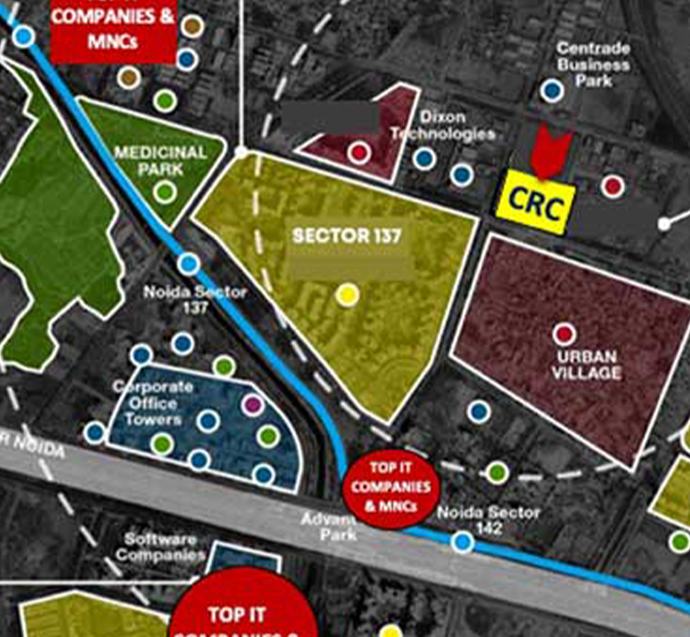 COMPANIES &
MNCs
Centrade
Business
Park
Dixon
Technologies
MEDICINAL
PARK
CRC
SECTOR 137
Noida Sector
137
URBAN
VILLAGE
Corporate
Office
Towers
R NOIDA
TOP IT
COMPANIES
& MNCs
Noida Sector
142
Advant
Park
Software
Companies
TOP IT
COMPANIES &